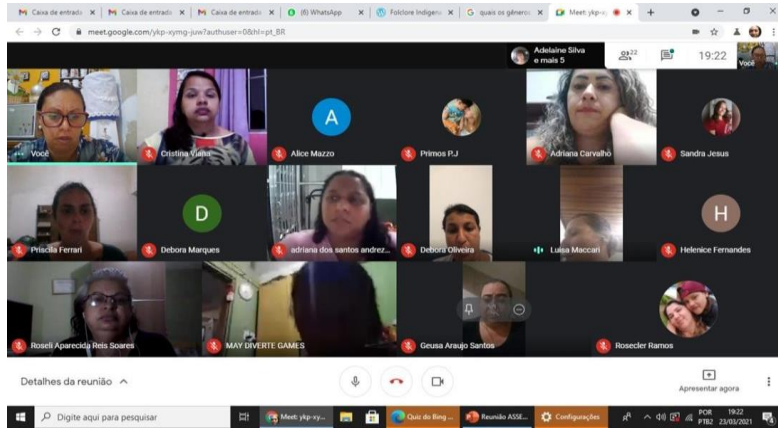 Caixa de entrada
Caixa de entrada
Caixa de entrada
(6) WhatsApp
Folclore Indígena
quais os gêneros
Meet: ykp-xy
meet.google.com/ykp-xymg-juw?authuser=0&hl=pt_BR
Adelaine Silva
e mais 5
22
19:22
Você
Você
Cristina Viana
A
Alice Mazzo
Primos P.J
Adriana Carvalho
Sandra Jesus
Priscila Ferrari
D
Debora Marques
adriana dos santos andrez...
Debora Oliveira
Luisa Maccari
H
Helenice Fernandes
Roseli Aparecida Reis Soares
MAY DIVERTE GAMES
Geusa Araujo Santos
Rosecler Ramos
Detalhes da reunião
Apresentar agora
Digite aqui para pesquisar
Meet: ykp-xy...
Quiz do Bing ...
Reunião ASSE...
Configurações
POR
PTB2
19:22
23/03/2021